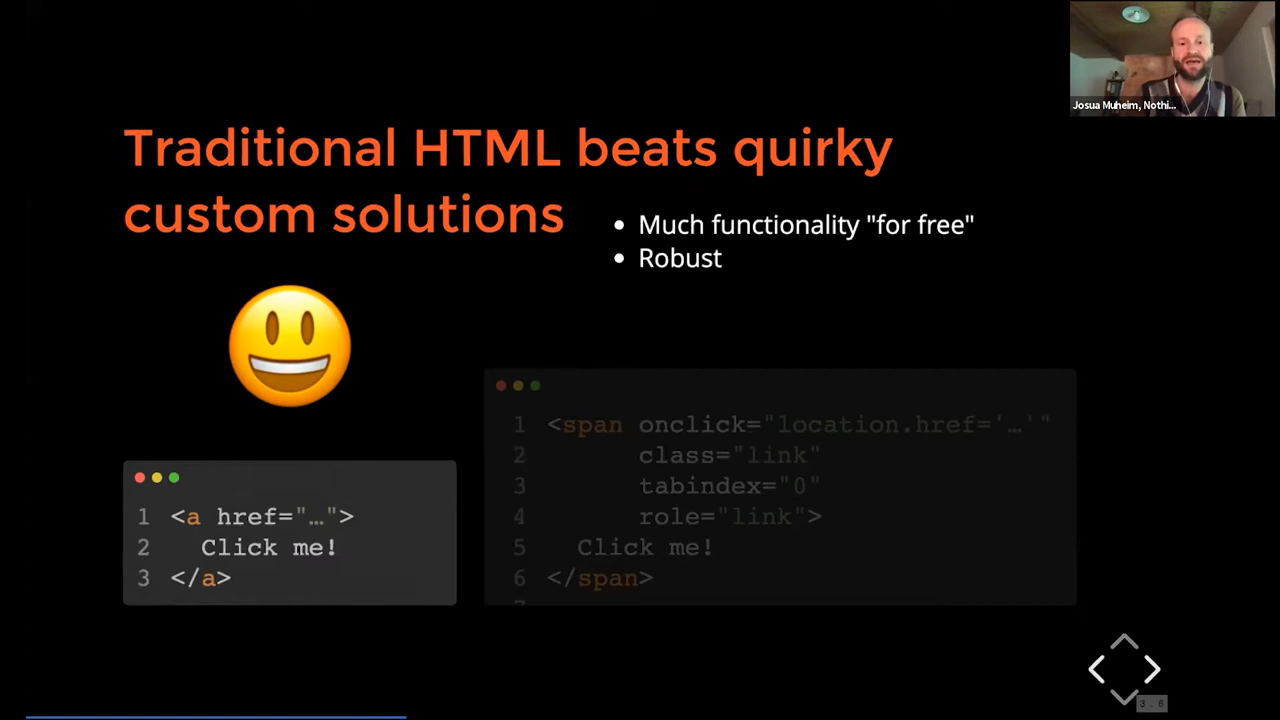 Josua Muheim, Nothi...
Traditional HTML beats quirky
custom solutions
• Much functionality "for free"
• Robust
1 <a href="…">
2 Click me!
3 </a>
1 <span onclick="location.href='…'"
2 class="link"
3 tabindex="0"
4 role="link">
5 Click me!
6 </span>
3.6